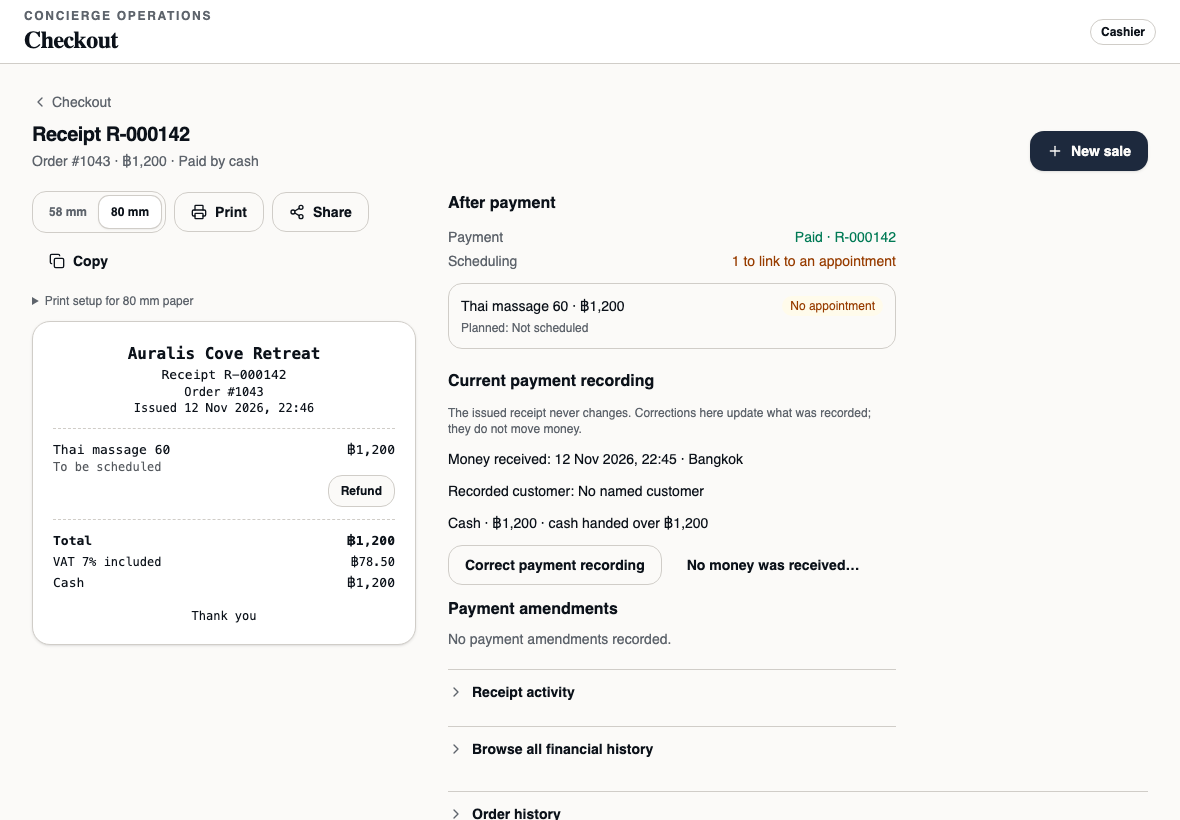 CONCIERGE OPERATIONS
Checkout
Cashier
Checkout
Receipt R-000142
Order #1043 · ฿1,200 · Paid by cash
New sale
58 mm
80 mm
Print
Share
Copy
Print setup for 80 mm paper
Auralis Cove Retreat
Receipt R-000142
Order #1043
Issued 12 Nov 2026, 22:46
Thai massage 60 ฿1,200
To be scheduled
Refund
Total ฿1,200
VAT 7% included ฿78.50
Cash ฿1,200
Thank you
After payment
Payment Paid · R-000142
Scheduling 1 to link to an appointment
Thai massage 60 · ฿1,200 No appointment
Planned: Not scheduled
Current payment recording
The issued receipt never changes. Corrections here update what was recorded;
they do not move money.
Money received: 12 Nov 2026, 22:45 · Bangkok
Recorded customer: No named customer
Cash · ฿1,200 · cash handed over ฿1,200
Correct payment recording
No money was received…
Payment amendments
No payment amendments recorded.
Receipt activity
Browse all financial history
Order history